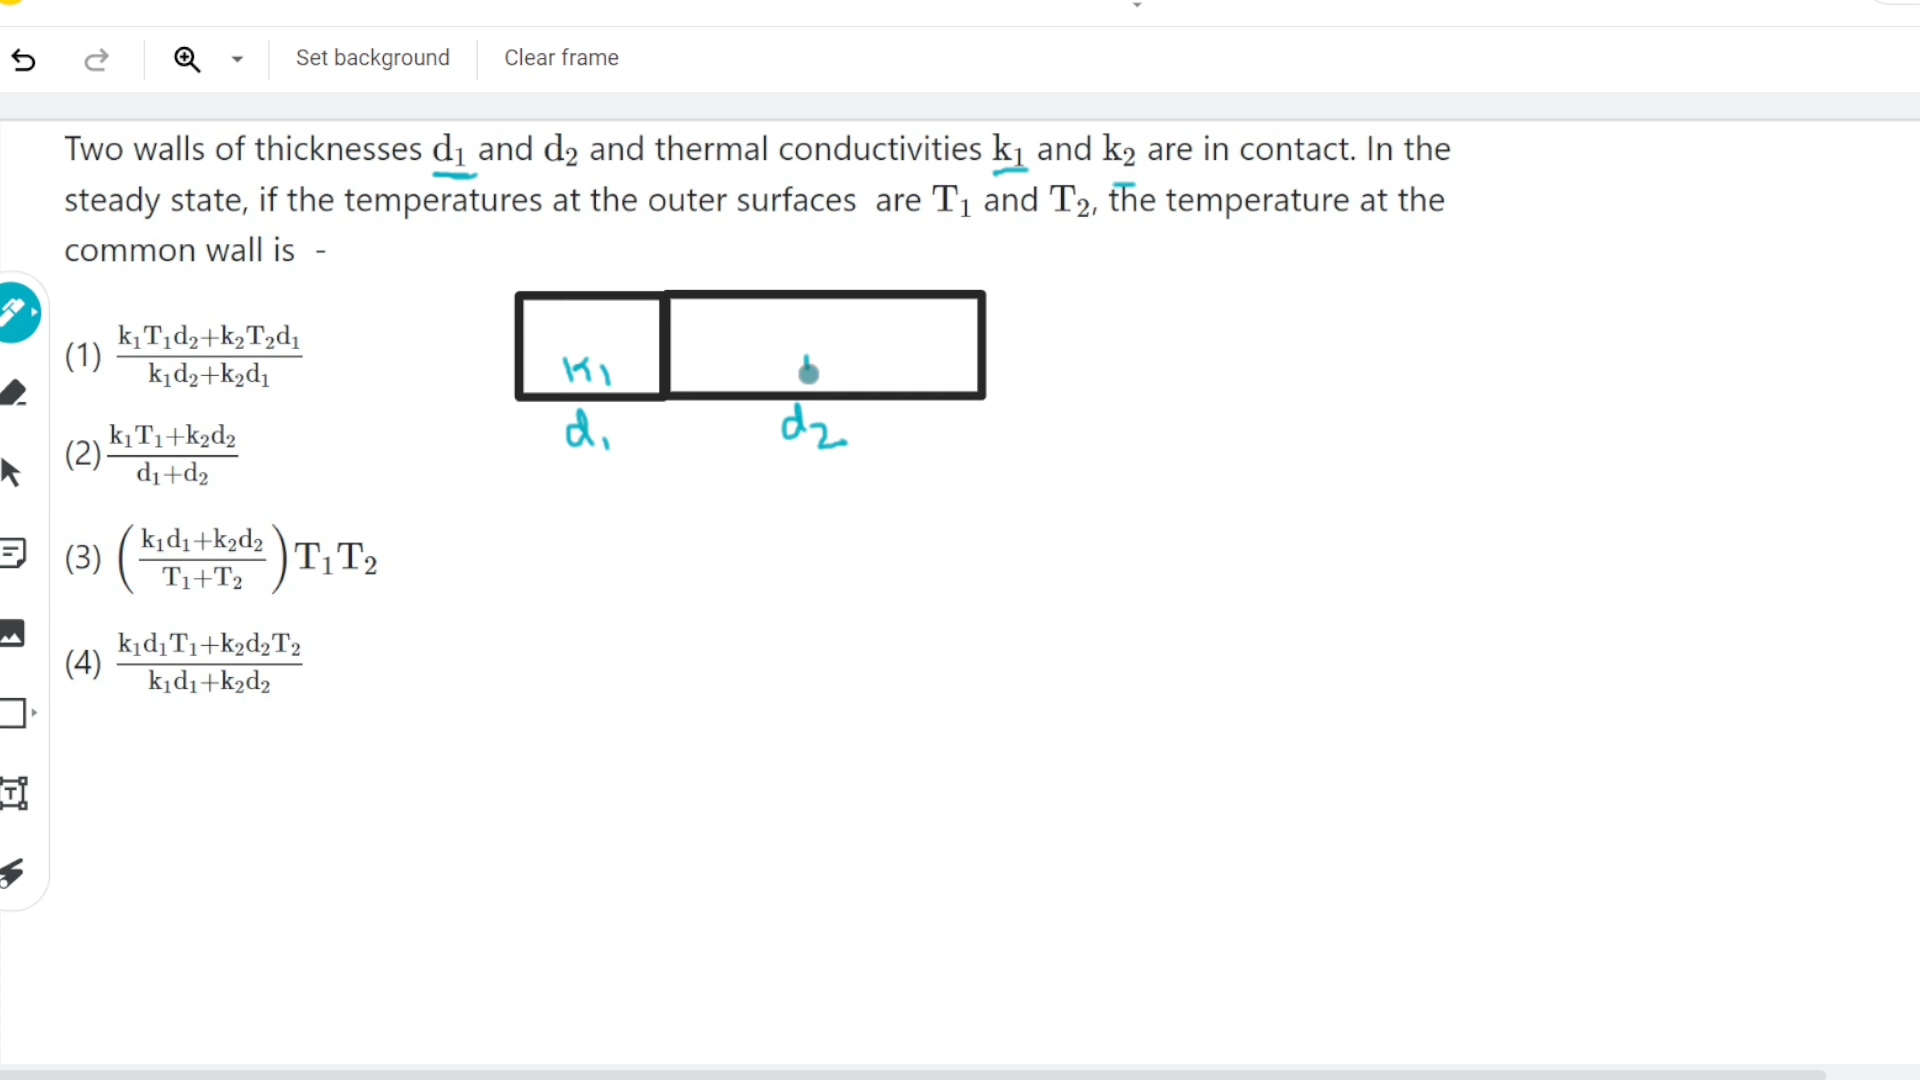 Set background Clear frame
Two walls of thicknesses d₁ and d₂ and thermal conductivities k₁ and k₂ are in contact. In the
steady state, if the temperatures at the outer surfaces are T₁ and T₂, the temperature at the
common wall is -
(1) k₁T₁d₂+k₂T₂d₁ / k₁d₂+k₂d₁
(2) k₁T₁+k₂d₂ / d₁+d₂
(3) (k₁d₁+k₂d₂ / T₁+T₂) T₁T₂
(4) k₁d₁T₁+k₂d₂T₂ / k₁d₁+k₂d₂
K₁
d₁ d₂